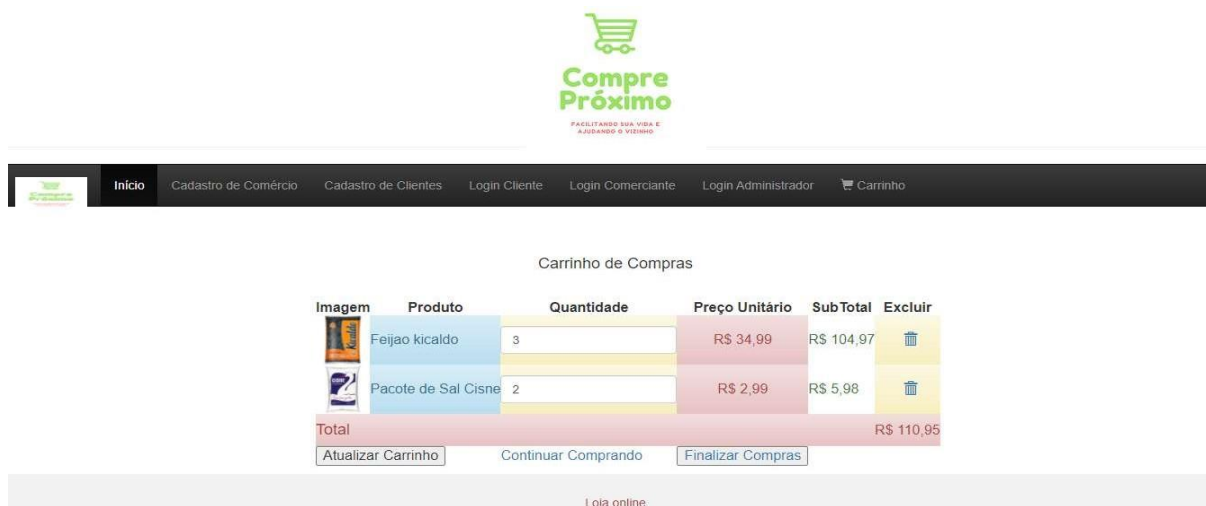 Compre
Próximo
FACILITANDO SUA VIDA E
AJUDANDO O VIZINHO
Compre
Próximo
Início Cadastro de Comércio Cadastro de Clientes Login Cliente Login Comerciante Login Administrador Carrinho
Carrinho de Compras
Imagem Produto Quantidade Preço Unitário SubTotal Excluir
Kicaldo
Feijao kicaldo 3 R$ 34,99 R$ 104,97
Pacote de Sal Cisne 2 R$ 2,99 R$ 5,98
Total R$ 110,95
Atualizar Carrinho Continuar Comprando Finalizar Compras
Loja online